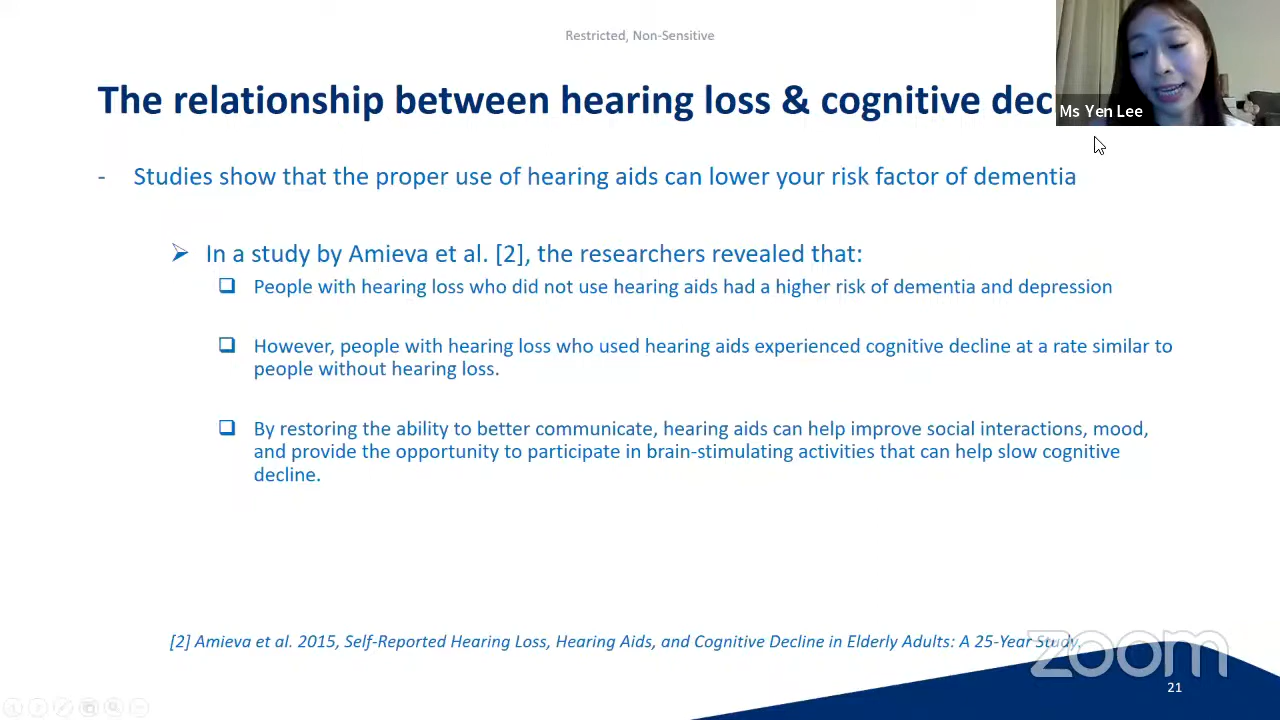 Restricted, Non-Sensitive
The relationship between hearing loss & cognitive dec
Ms Yen Lee
- Studies show that the proper use of hearing aids can lower your risk factor of dementia
➢ In a study by Amieva et al. [2], the researchers revealed that:
❑ People with hearing loss who did not use hearing aids had a higher risk of dementia and depression
❑ However, people with hearing loss who used hearing aids experienced cognitive decline at a rate similar to
people without hearing loss.
❑ By restoring the ability to better communicate, hearing aids can help improve social interactions, mood,
and provide the opportunity to participate in brain-stimulating activities that can help slow cognitive
decline.
[2] Amieva et al. 2015, Self-Reported Hearing Loss, Hearing Aids, and Cognitive Decline in Elderly Adults: A 25-Year Study,
zoom
21